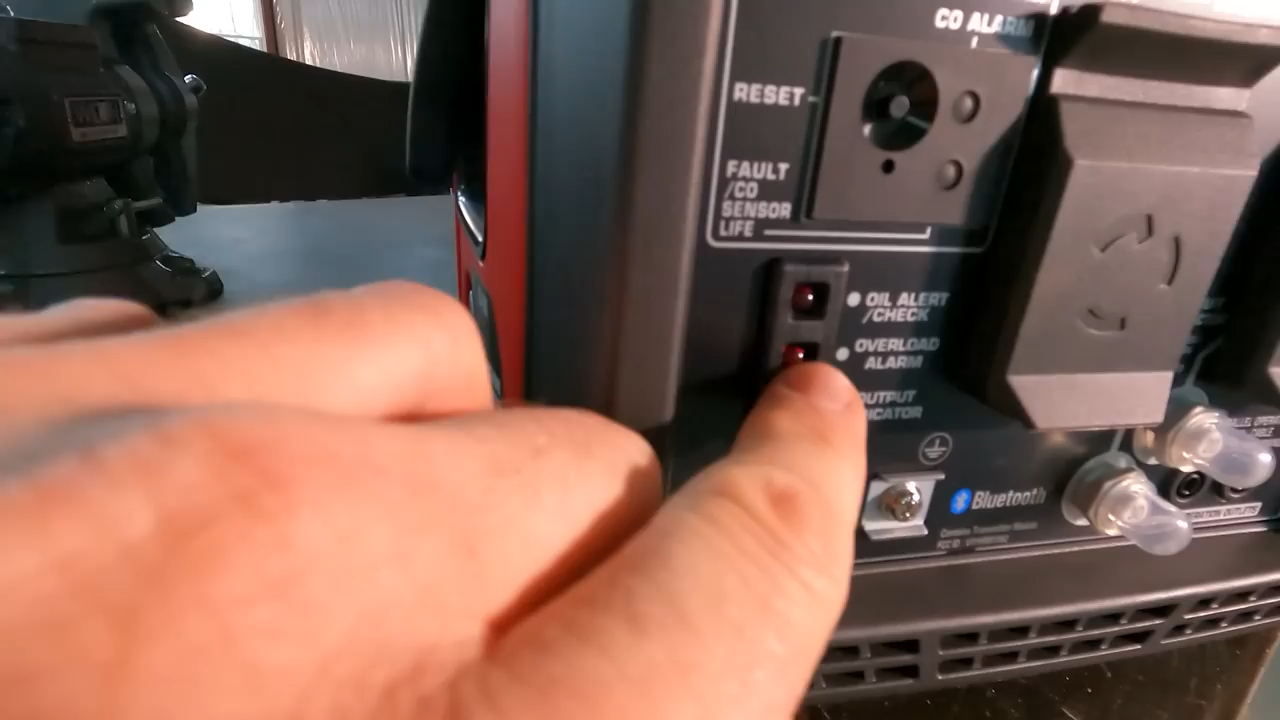 CO ALARM
RESET
FAULT
/CO
SENSOR
LIFE
OIL ALERT
/CHECK
OVERLOAD
ALARM
OUTPUT
Bluetooth